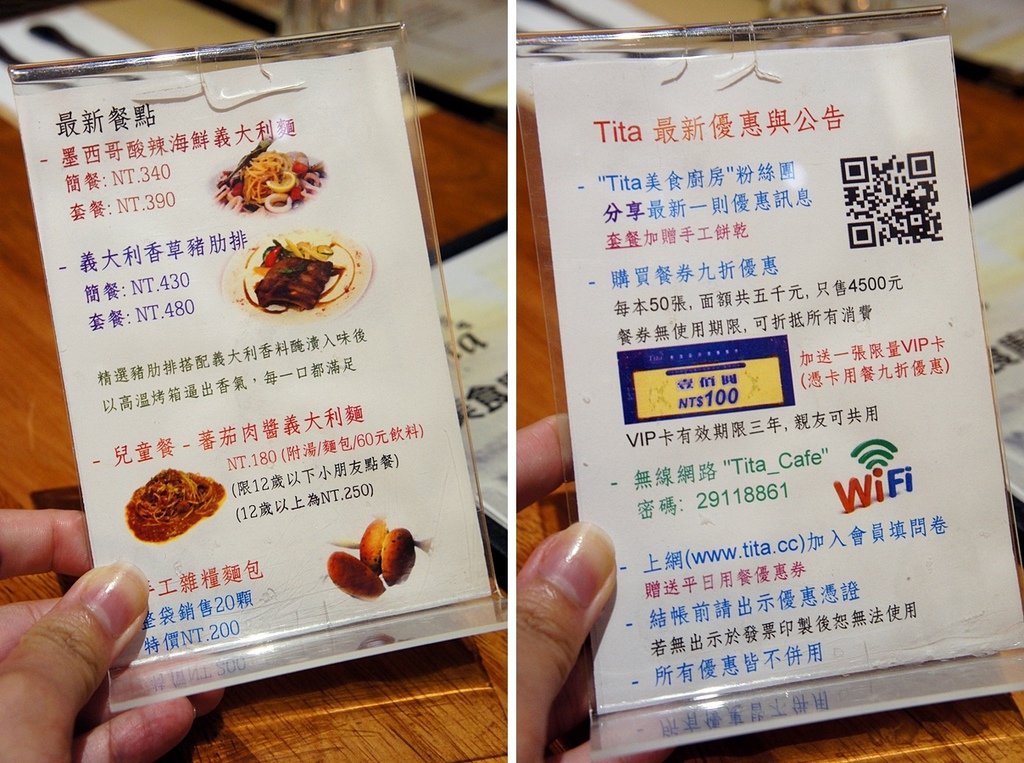 最新餐點
- 墨西哥酸辣海鮮義大利麵
簡餐: NT.340
套餐: NT.390
- 義大利香草豬肋排
簡餐: NT.430
套餐: NT.480
精選豬肋排搭配義大利香料醃漬入味後
以高溫烤箱逼出香氣，每一口都滿足
- 兒童餐 - 蕃茄肉醬義大利麵
NT.180 (附湯/麵包/60元飲料)
(限12歲以下小朋友點餐)
(12歲以上為NT.250)
工雜糧麵包
整袋銷售20顆
特價NT.200
Tita 最新優惠與公告
- "Tita美食廚房"粉絲團
分享最新一則優惠訊息
套餐加贈手工餅乾
- 購買餐券九折優惠
每本50張, 面額共五千元, 只售4500元
餐券無使用期限, 可折抵所有消費
Tita
壹佰圓
NT$100
加送一張限量VIP卡
(憑卡用餐九折優惠)
VIP卡有效期限三年, 親友可共用
- 無線網路 "Tita_Cafe"
密碼: 29118861
WiFi
- 上網(www.tita.cc)加入會員填問卷
贈送平日用餐優惠券
- 結帳前請出示優惠憑證
若無出示於發票印製後恕無法使用
- 所有優惠皆不併用